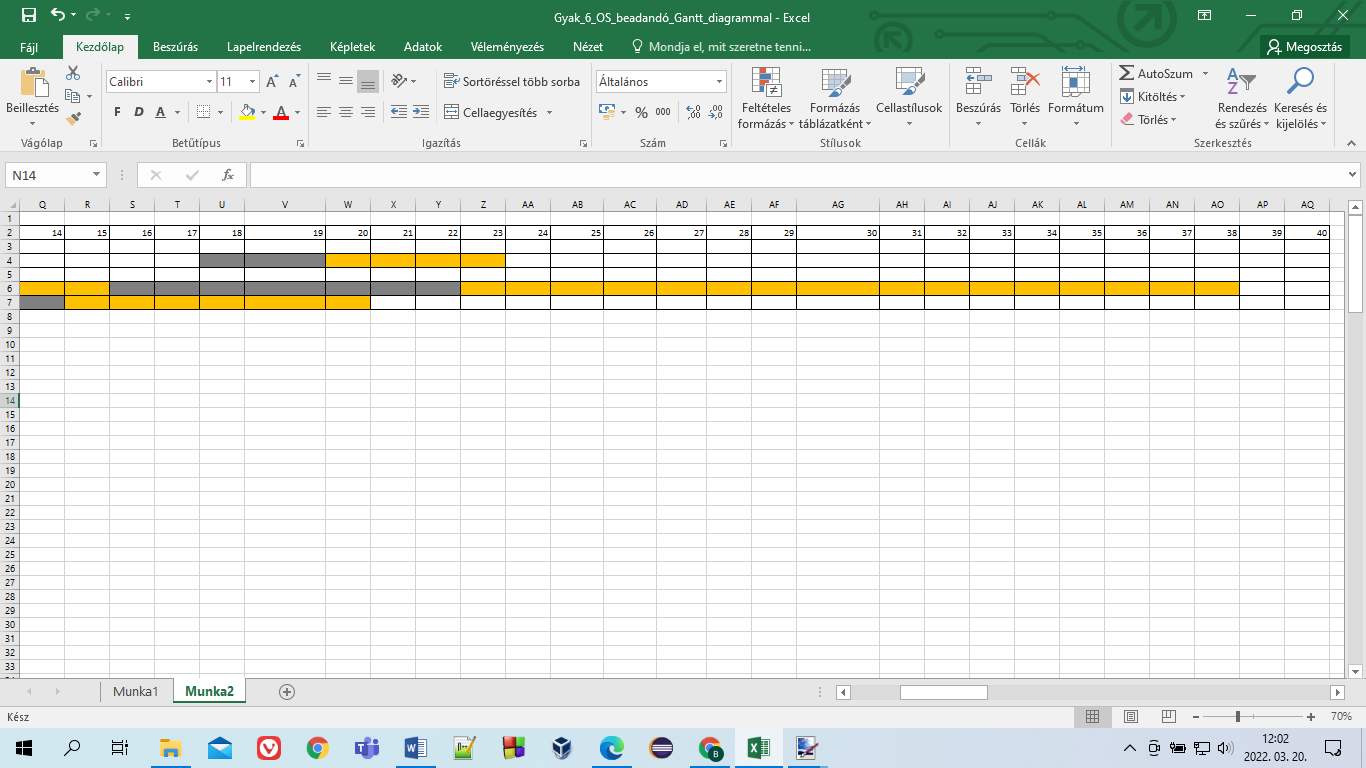 Gyak_6_OS_beadandó_Gantt_diagrammal - Excel
Fájl Kezdőlap Beszúrás Lapelrendezés Képletek Adatok Véleményezés Nézet Mondja el, mit szeretne tenni... Megosztás
Beillesztés
Vágólap
Calibri 11
F D A A
Betűtípus
Sortöréssel több sorba
Cellaegyesítés
Igazítás
Általános
% 000
Szám
Feltételes formázás
Formázás táblázatként
Cellastílusok
Stílusok
Beszúrás Törlés Formátum
Cellák
AutoSzum
Kitöltés
Törlés
Rendezés és szűrés
Keresés és kijelölés
Szerkesztés
N14 fx
Q R S T U V W X Y Z AA AB AC AD AE AF AG AH AI AJ AK AL AM AN AO AP AQ
1
2 14 15 16 17 18 19 20 21 22 23 24 25 26 27 28 29 30 31 32 33 34 35 36 37 38 39 40
3
4
5
6
7
8
9
10
11
12
13
14
15
16
17
18
19
20
21
22
23
24
25
26
27
28
29
30
31
32
33
Munka1 Munka2
Kész 70%
12:02
2022. 03. 20.